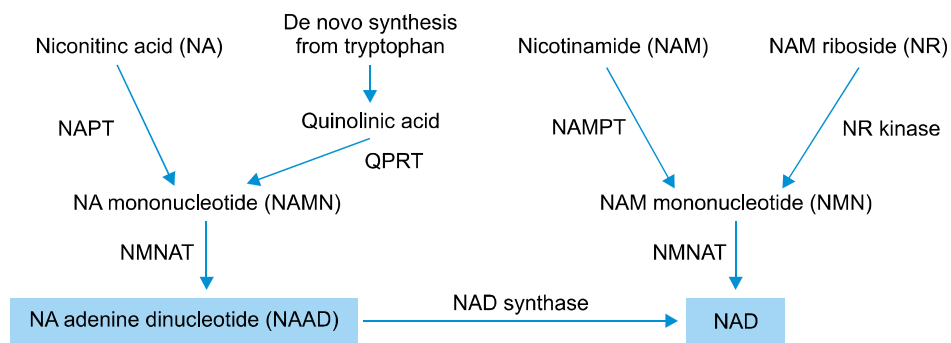 De novo synthesis
from tryptophan
Niconitinc acid (NA)
Nicotinamide (NAM)
NAM riboside (NR)
Quinolinic acid
NAPT
QPRT
NAMPT
NR kinase
NA mononucleotide (NAMN)
NAM mononucleotide (NMN)
NMNAT
NMNAT
NAD synthase
NA adenine dinucleotide (NAAD)
NAD